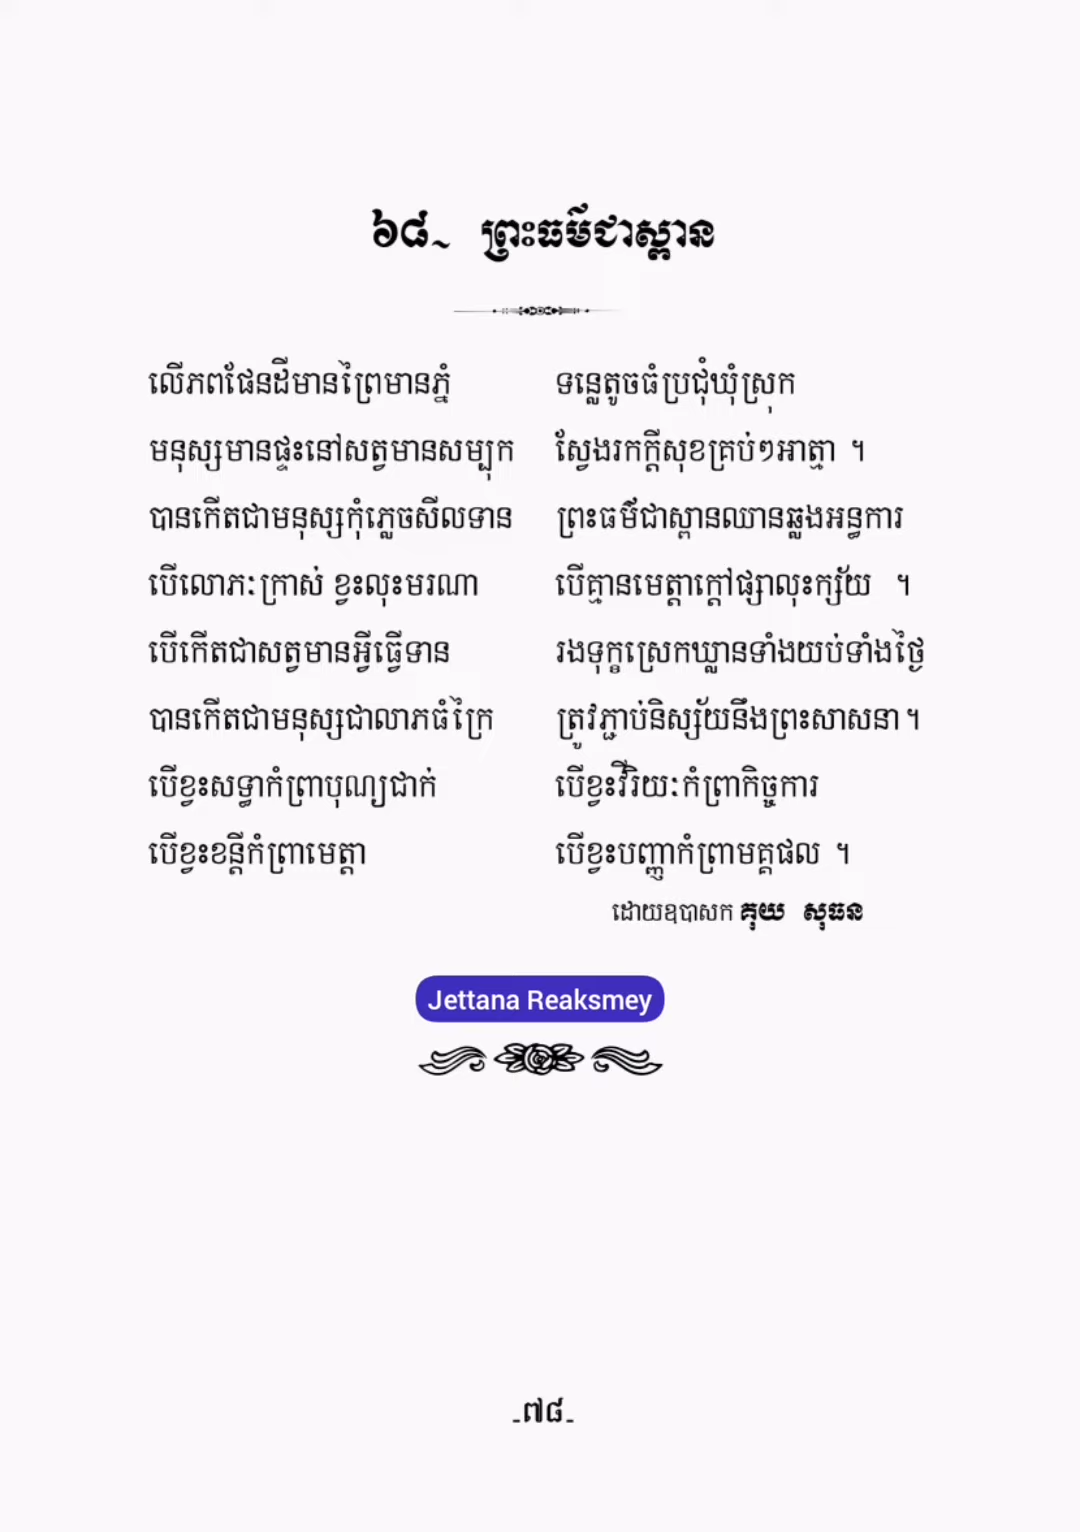 ៦៨~ ព្រះធម៌ជាស្ពាន
លើភពផែនដីមានព្រៃមានភ្នំ ទន្លេតូចធំប្រជុំឃុំស្រុក
មនុស្សមានផ្ទះនៅសត្វមានសម្បុក ស្វែងរកក្ដីសុខគ្រប់ៗអាត្មា ។
បានកើតជាមនុស្សកុំភ្លេចសីលទាន ព្រះធម៌ជាស្ពានឈានឆ្លងអន្ធការ
បើលោភៈក្រាស់ ខ្វះលុះមរណា បើគ្មានមេត្តាក្ដៅផ្សាលុះក្ស័យ ។
បើកើតជាសត្វមានអ្វីធ្វើទាន រងទុក្ខស្រេកឃ្លានទាំងយប់ទាំងថ្ងៃ
បានកើតជាមនុស្សជាលាភធំក្រៃ ត្រូវភ្ជាប់និស្ស័យនឹងព្រះសាសនា។
បើខ្វះសទ្ធាកំព្រាបុណ្យជាក់ បើខ្វះវីរិយៈកំព្រាកិច្ចការ
បើខ្វះខន្តីកំព្រាមេត្តា បើខ្វះបញ្ញាកំព្រាមគ្គផល ។
ដោយឧបាសក គុយ សុធន
Jettana Reaksmey
-៧៨-